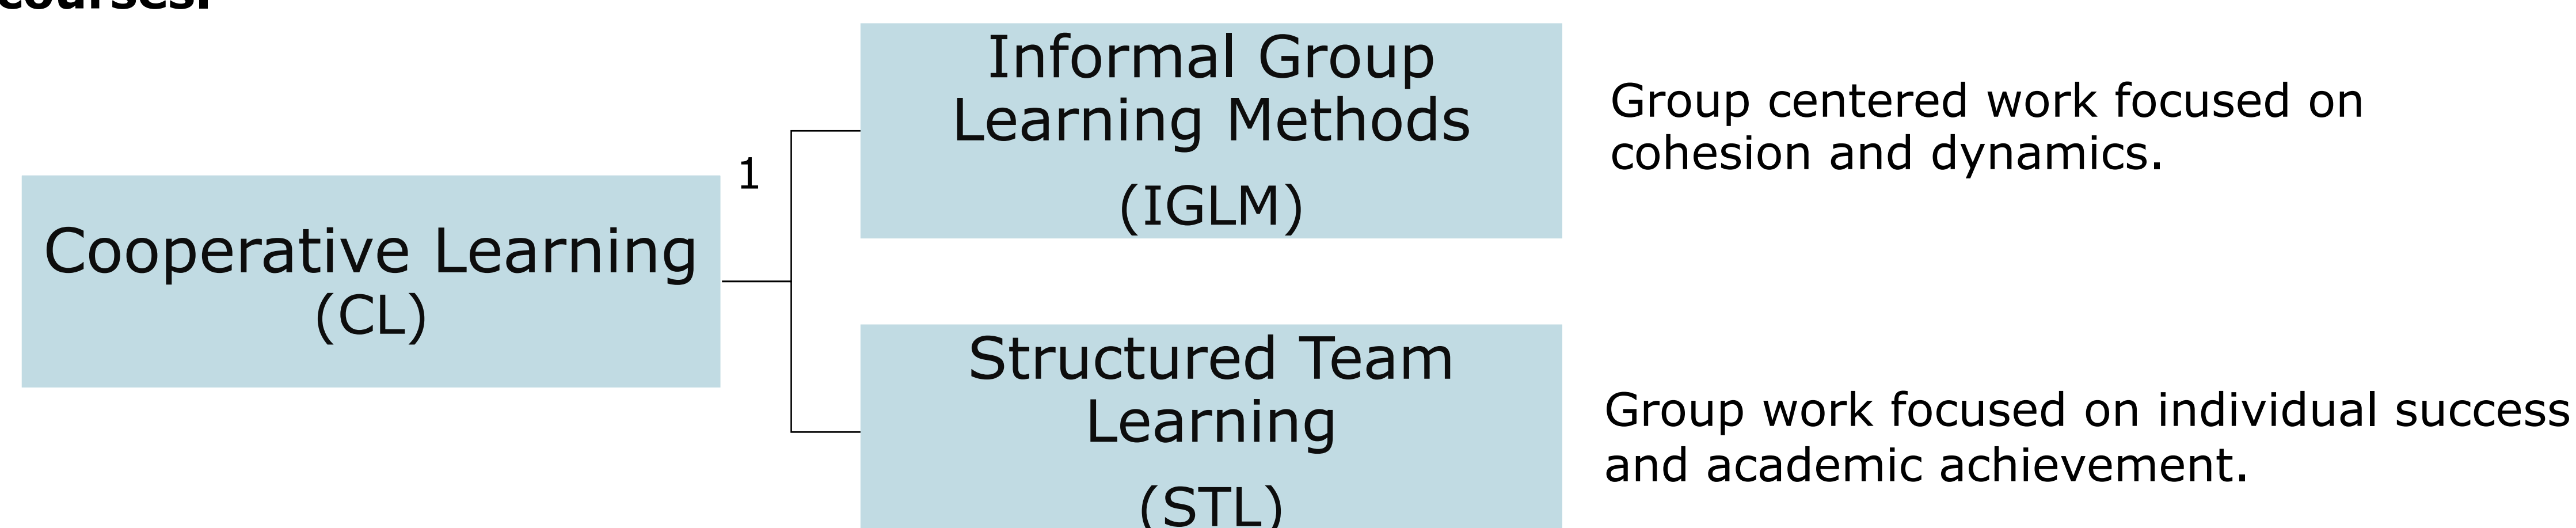 courses.
Informal Group
Learning Methods
(IGLM)
Group centered work focused on
cohesion and dynamics.
1
Cooperative Learning
(CL)
Structured Team
Learning
(STL)
Group work focused on individual success
and academic achievement.